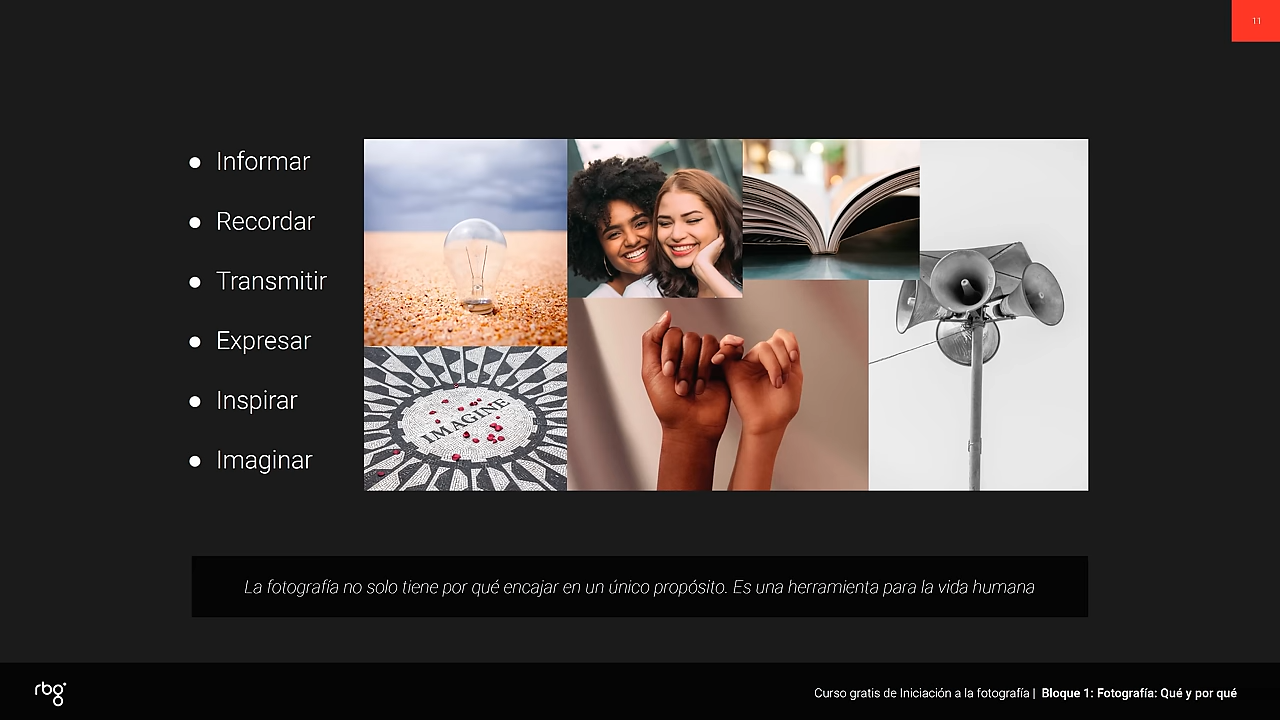 11
Informar
Recordar
Transmitir
Expresar
Inspirar
Imaginar
IMAGINE
La fotografía no solo tiene por qué encajar en un único propósito. Es una herramienta para la vida humana
rbg
Curso gratis de Iniciación a la fotografía | Bloque 1: Fotografía: Qué y por qué